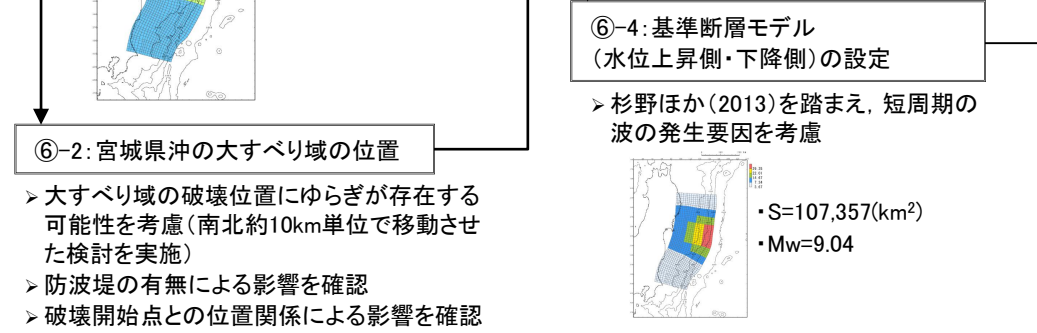 ⑥-2：宮城県沖の大すべり域の位置
➢ 大すべり域の破壊位置にゆらぎが存在する
可能性を考慮（南北約10km単位で移動させ
た検討を実施）
➢ 防波堤の有無による影響を確認
➢ 破壊開始点との位置関係による影響を確認
⑥-4：基準断層モデル
（水位上昇側・下降側）の設定
➢ 杉野ほか（2013）を踏まえ，短周期の
波の発生要因を考慮
・S=107,357(km²)
・Mw=9.04